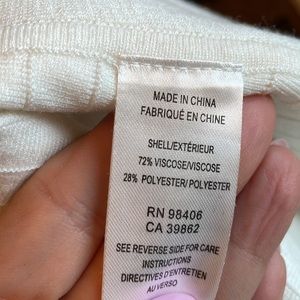 MADE IN CHINA
FABRIQUÉ EN CHINE
SHELL/EXTÉRIEUR
72% VISCOSE/VISCOSE
28% POLYESTER/POLYESTER
RN 98406
CA 39862
SEE REVERSE SIDE FOR CARE
INSTRUCTIONS
DIRECTIVES D'ENTRETIEN
AU VERSO